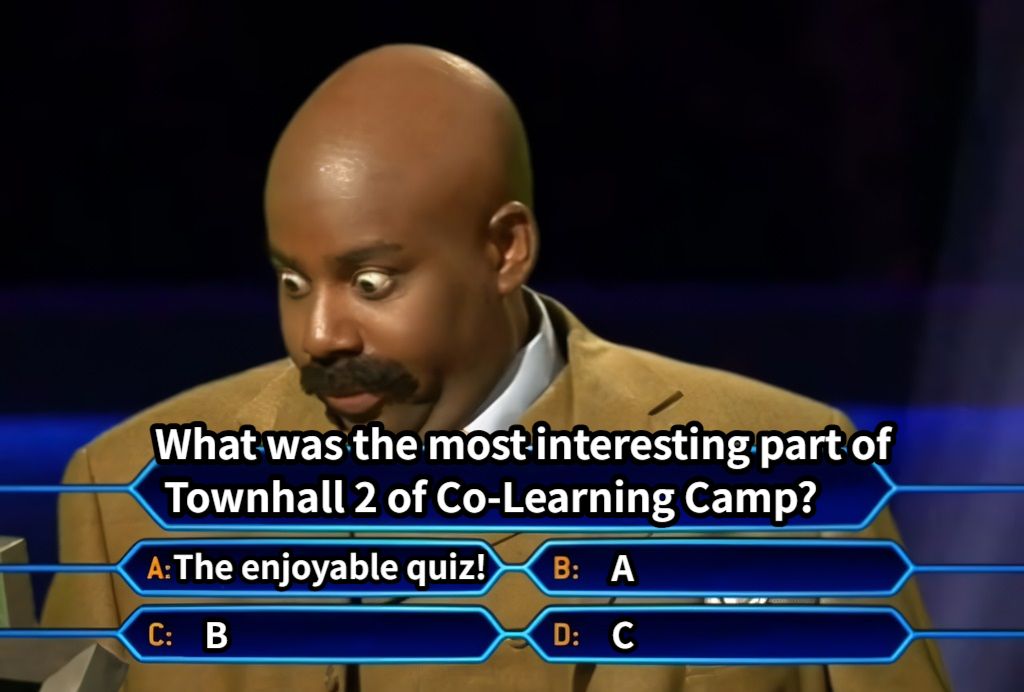 What was the most interesting part of
Townhall 2 of Co-Learning Camp?
A: The enjoyable quiz!
B: A
C: B
D: C